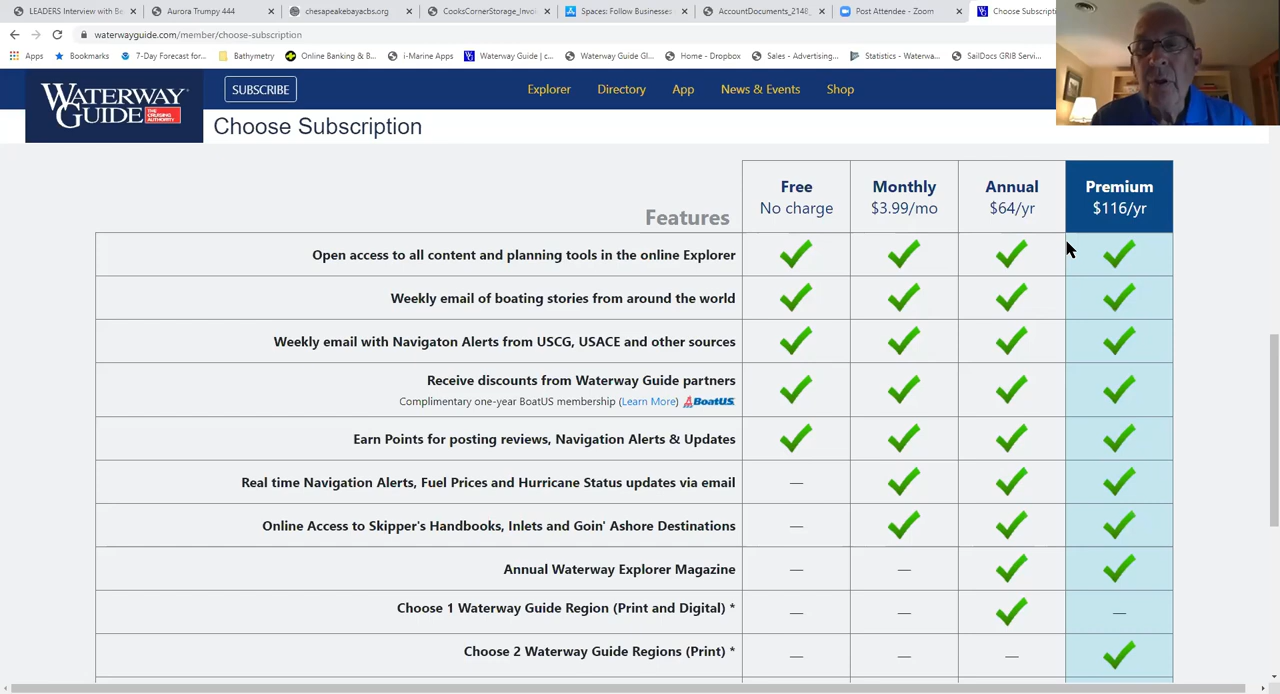 LEADERS Interview with Be
Aurora Trumpy 444
chesapeakebayacbs.org
CooksCornerStorage_Invoi
Spaces: Follow Businesses
AccountDocuments_2148_
Post Attendee - Zoom
Choose Subscripti
waterwayguide.com/member/choose-subscription
Apps
Bookmarks
7-Day Forecast for...
Bathymetry
Online Banking & B...
i-Marine Apps
Waterway Guide | c...
Waterway Guide Gl...
Home - Dropbox
Sales - Advertising...
Statistics - Waterwa...
SailDocs GRIB Servi...
WATERWAY GUIDE THE CRUISING AUTHORITY
SUBSCRIBE
Explorer
Directory
App
News & Events
Shop
Choose Subscription
Features
Free
No charge
Monthly
$3.99/mo
Annual
$64/yr
Premium
$116/yr
Open access to all content and planning tools in the online Explorer
Weekly email of boating stories from around the world
Weekly email with Navigaton Alerts from USCG, USACE and other sources
Receive discounts from Waterway Guide partners
Complimentary one-year BoatUS membership (Learn More) BoatUS
Earn Points for posting reviews, Navigation Alerts & Updates
Real time Navigation Alerts, Fuel Prices and Hurricane Status updates via email
Online Access to Skipper's Handbooks, Inlets and Goin' Ashore Destinations
Annual Waterway Explorer Magazine
Choose 1 Waterway Guide Region (Print and Digital) *
Choose 2 Waterway Guide Regions (Print) *